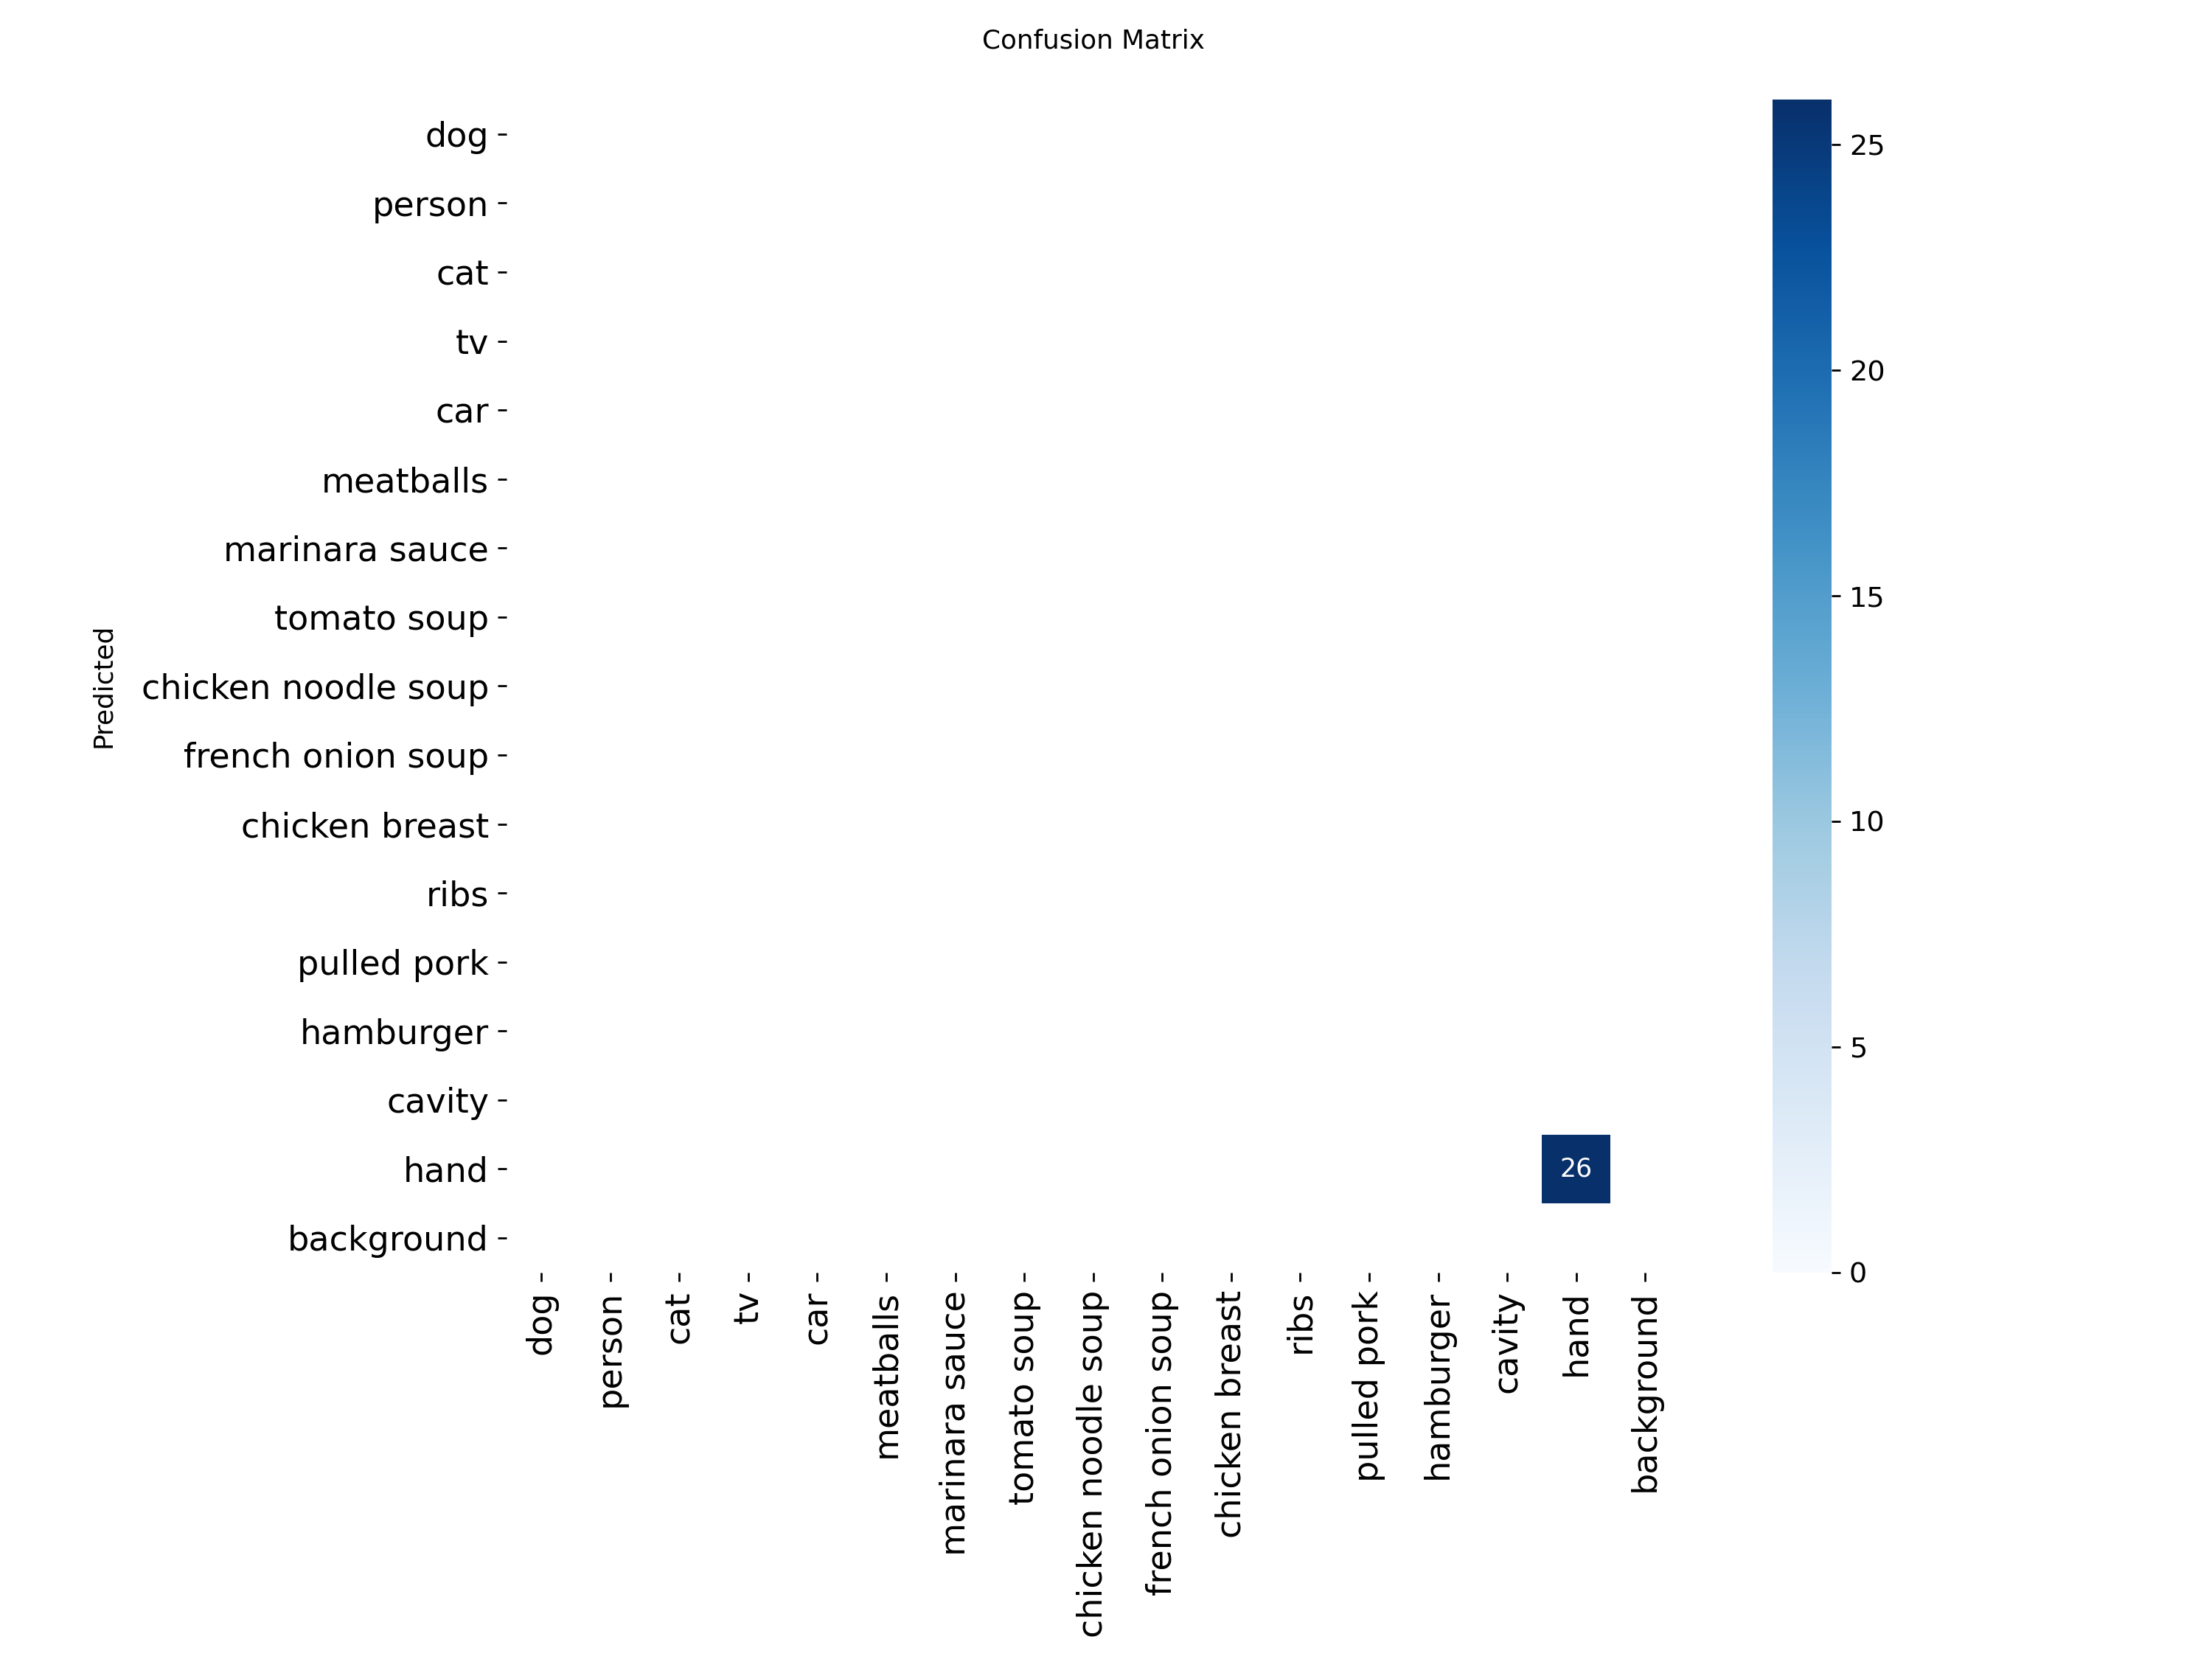 Confusion Matrix
Predicted
dog
person
cat
tv
car
meatballs
marinara sauce
tomato soup
chicken noodle soup
french onion soup
chicken breast
ribs
pulled pork
hamburger
cavity
hand
background
26
dog
person
cat
tv
car
meatballs
marinara sauce
tomato soup
chicken noodle soup
french onion soup
chicken breast
ribs
pulled pork
hamburger
cavity
hand
background
25
20
15
10
5
0